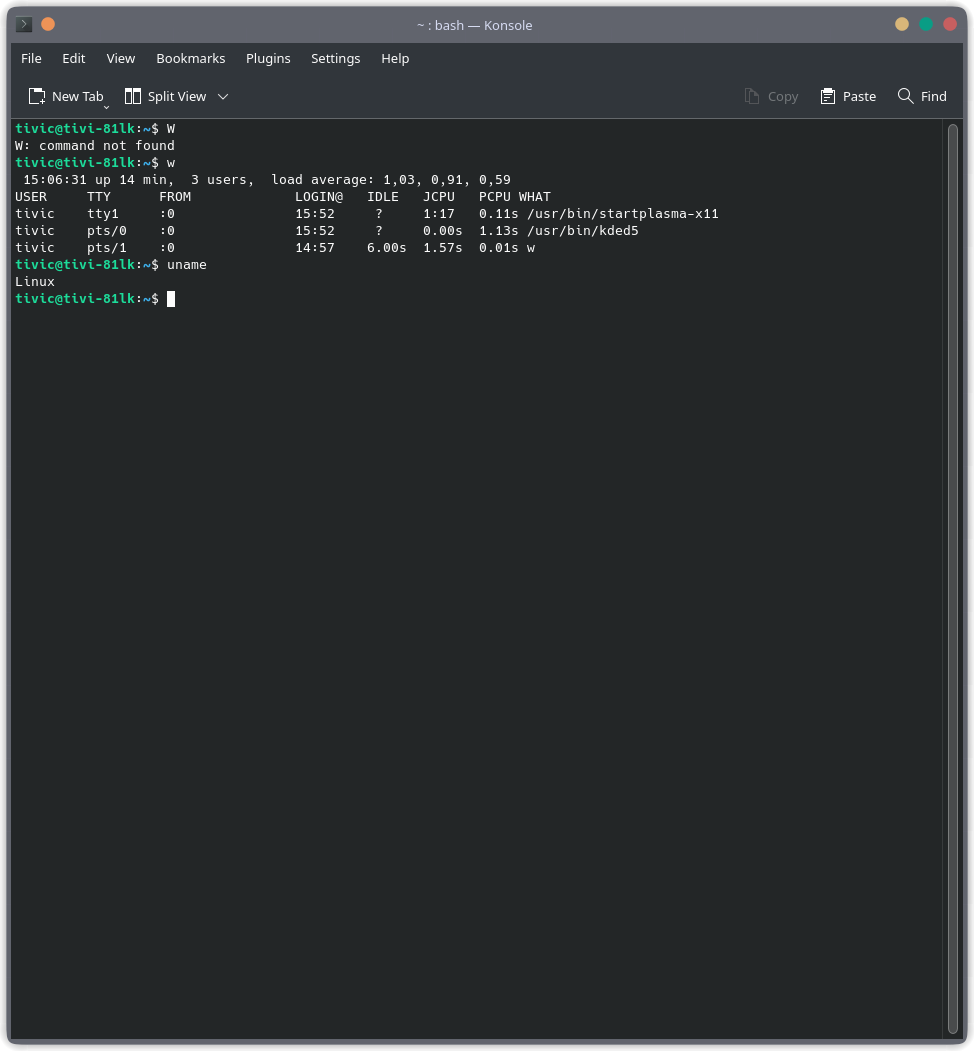 ~ : bash — Konsole
File Edit View Bookmarks Plugins Settings Help
New Tab Split View Copy Paste Find
tivic@tivi-81lk:~$ W
W: command not found
tivic@tivi-81lk:~$ w
 15:06:31 up 14 min,  3 users,  load average: 1,03, 0,91, 0,59
USER     TTY      FROM             LOGIN@   IDLE   JCPU   PCPU WHAT
tivic    tty1     :0               15:52     ?     1:17   0.11s /usr/bin/startplasma-x11
tivic    pts/0    :0               15:52     ?     0.00s  1.13s /usr/bin/kded5
tivic    pts/1    :0               14:57    6.00s  1.57s  0.01s w
tivic@tivi-81lk:~$ uname
Linux
tivic@tivi-81lk:~$